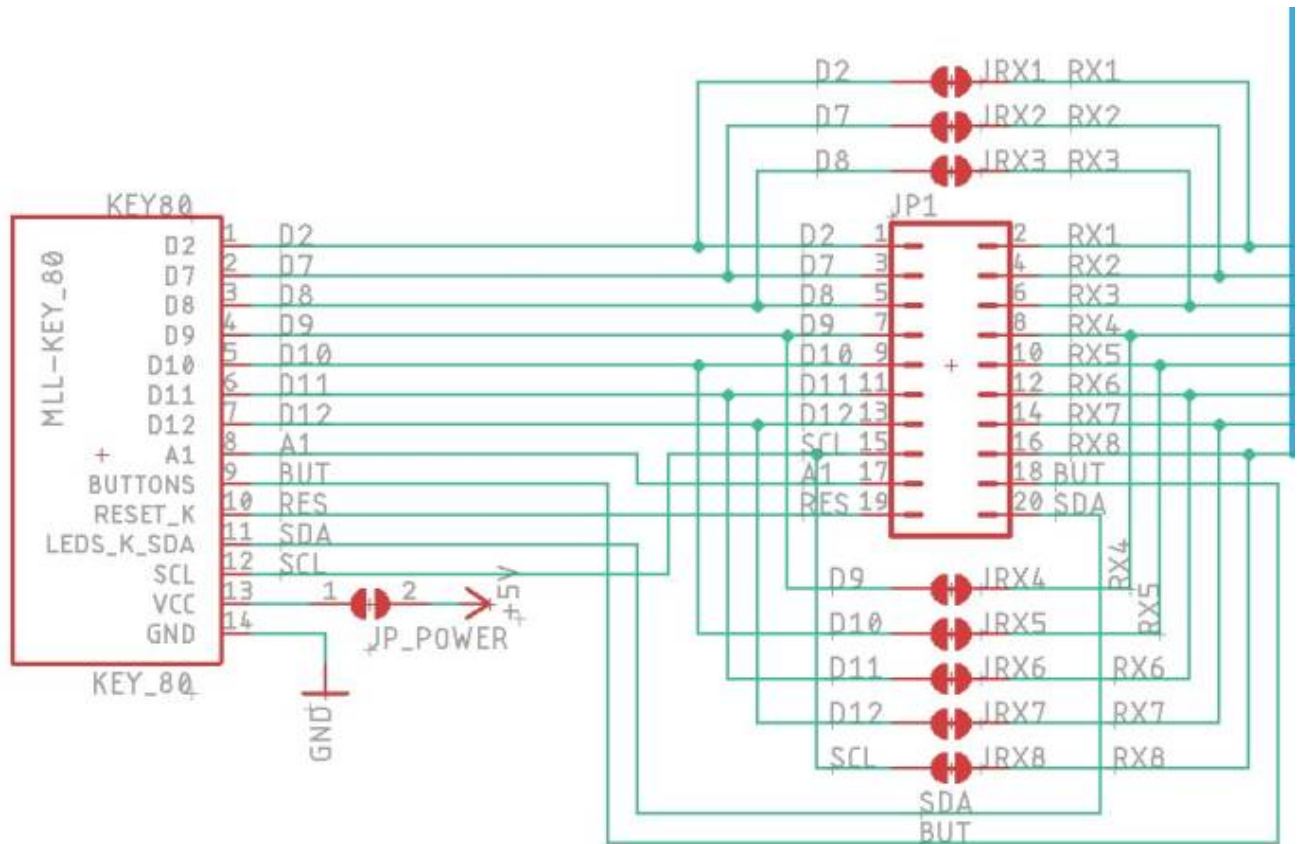 D2 JRX1 RX1
D7 JRX2 RX2
D8 JRX3 RX3
KEY80 JP1
MLL-KEY_80
D2 1 D2 D2 1 2 RX1
D7 2 D7 D7 3 4 RX2
D8 3 D8 D8 5 6 RX3
D9 4 D9 D9 7 8 RX4
D10 5 D10 D10 9 10 RX5
D11 6 D11 D11 11 12 RX6
D12 7 D12 D12 13 14 RX7
A1 8 A1 SCL 15 16 RX8
BUTTONS 9 BUT A1 17 18 BUT
RESET_K 10 RES RES 19 20 SDA
LEDS_K_SDA 11 SDA
SCL 12 SCL
VCC 13 1 2 +5V
GND 14 JP_POWER
KEY_80
GND
D9 JRX4 RX4
D10 JRX5 RX5
D11 JRX6 RX6
D12 JRX7 RX7
SCL JRX8 RX8
SDA
BUT